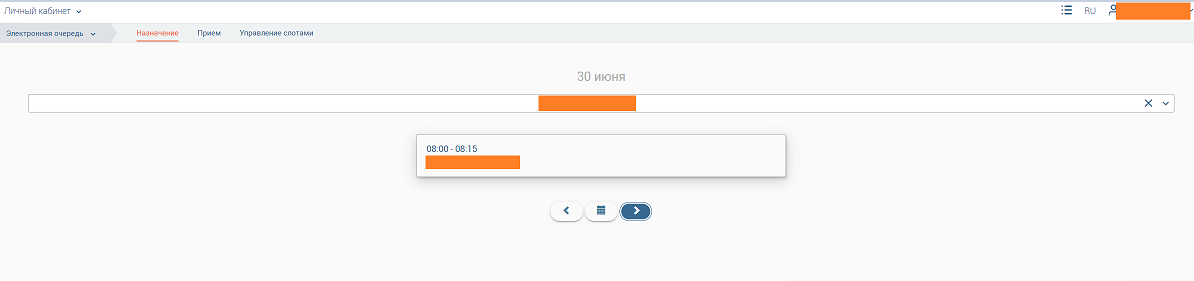 Личный кабинет
RU
Электронная очередь
Назначение
Прием
Управление слотами
30 июня
08:00 - 08:15